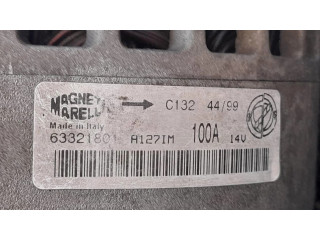 MAGNETI MARELLI
C132 44/99
Made in Italy
63321801 A127IM 100A 14V